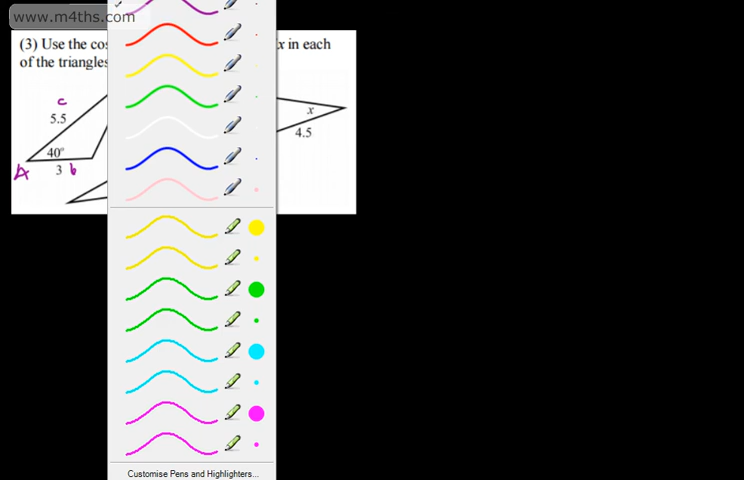 www.m4ths.com
(3) Use the cos
x in each
of the triangles
c
5.5
x
4.5
40°
A
3
b
Customise Pens and Highlighters...